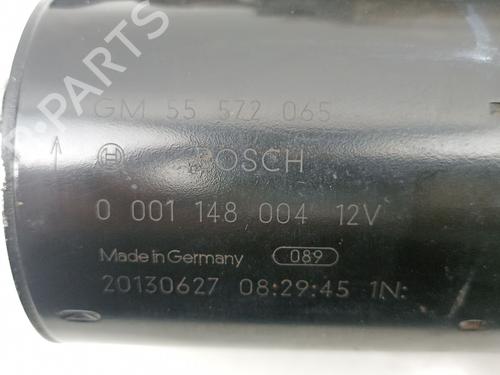 GM 55 572 065
BOSCH
0 001 148 004 12V
Made in Germany 089
20130627 08:29:45 1N: